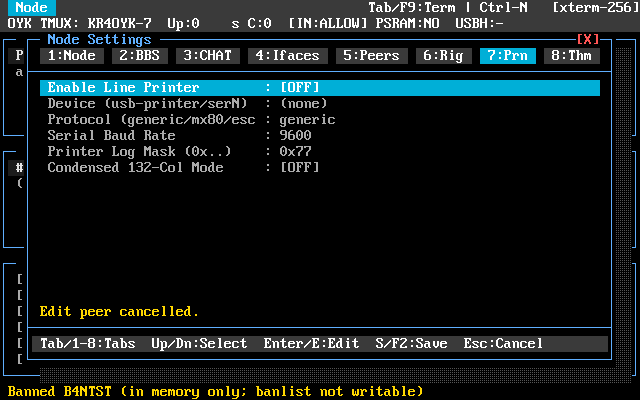 Node Tab/F9:Term | Ctrl-N [xterm-256]
OYK TMUX: KR4OYK-7 Up:0 s C:0 [IN:ALLOW] PSRAM:NO USBH:-
Node Settings [X]
P 1:Node 2:BBS 3:CHAT 4:Ifaces 5:Peers 6:Rig 7:Prn 8:Thm
a
Enable Line Printer : [OFF]
Device (usb-printer/serN) : (none)
Protocol (generic/mx80/esc : generic
Serial Baud Rate : 9600
Printer Log Mask (0x..) : 0x77
# Condensed 132-Col Mode : [OFF]
(
[
[
[ Edit peer cancelled.
[
[ Tab/1-8:Tabs Up/Dn:Select Enter/E:Edit S/F2:Save Esc:Cancel
[
Banned B4NTST (in memory only; banlist not writable)